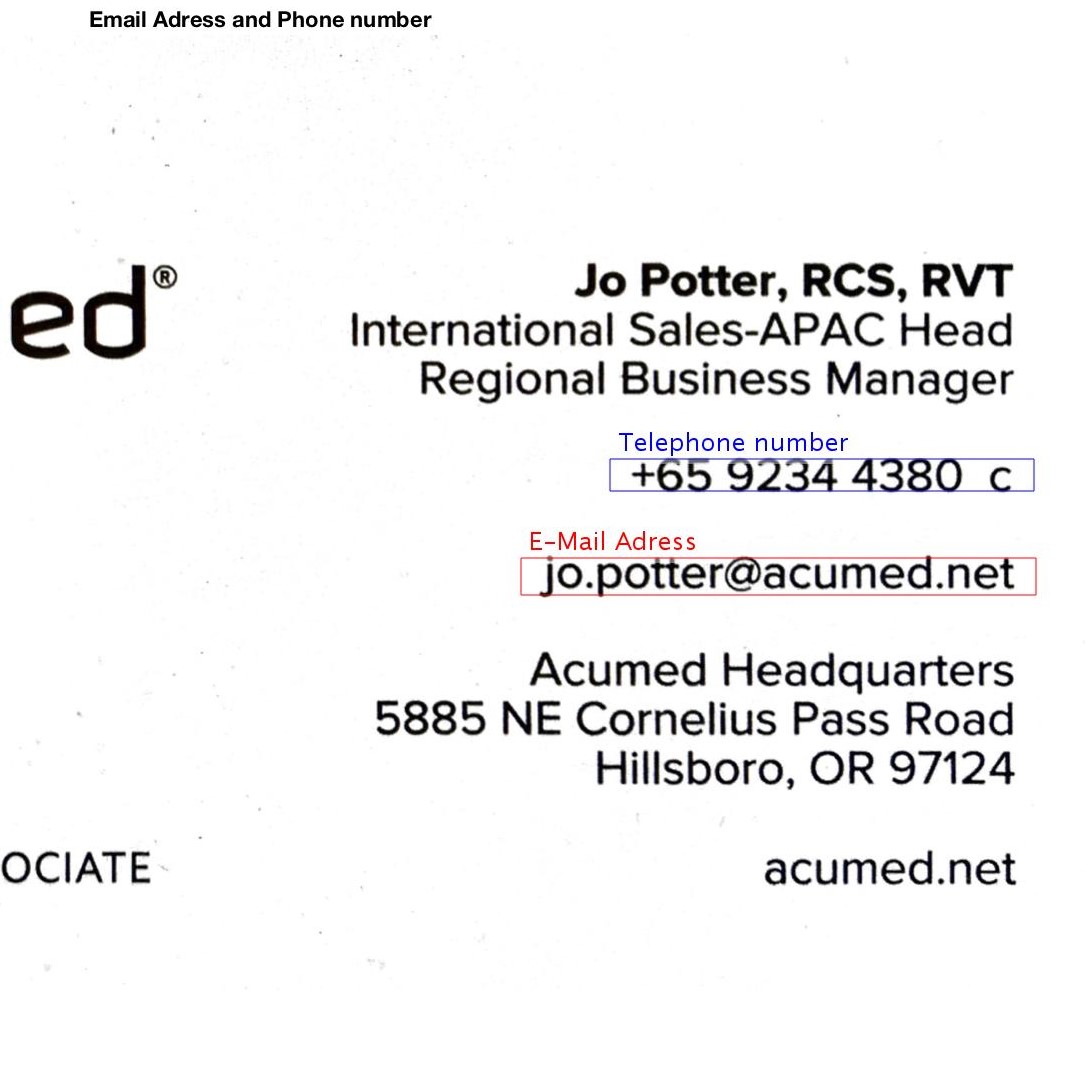 Email Adress and Phone number
ed®
Jo Potter, RCS, RVT
International Sales-APAC Head
Regional Business Manager
Telephone number
+65 9234 4380 c
E-Mail Adress
jo.potter@acumed.net
Acumed Headquarters
5885 NE Cornelius Pass Road
Hillsboro, OR 97124
OCIATE
acumed.net